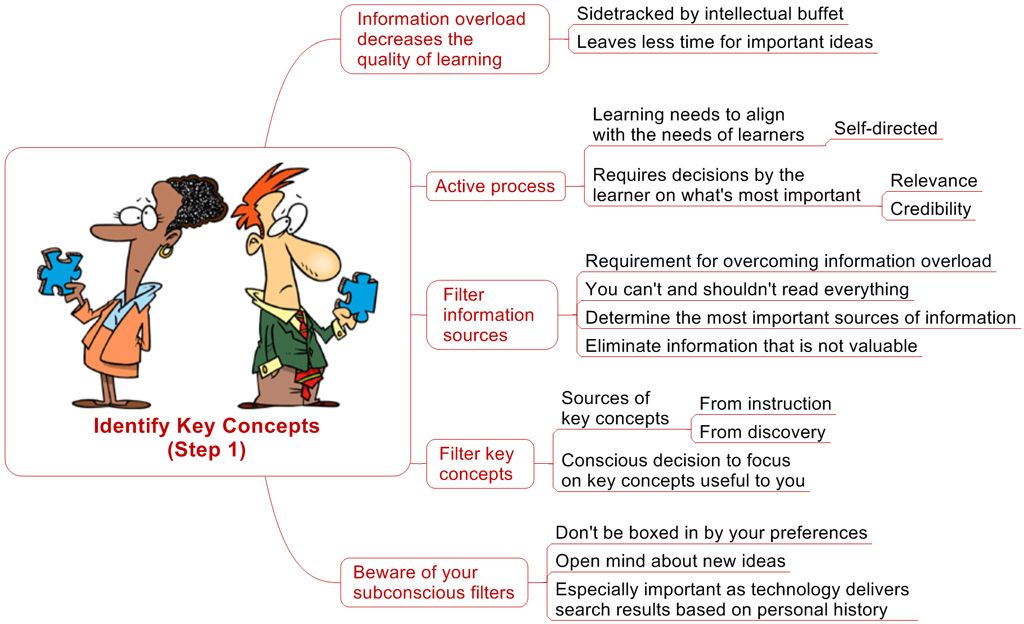 Information overload
decreases the
quality of learning
Sidetracked by intellectual buffet
Leaves less time for important ideas
Active process
Learning needs to align
with the needs of learners
Self-directed
Requires decisions by the
learner on what's most important
Relevance
Credibility
Filter
information
sources
Requirement for overcoming information overload
You can't and shouldn't read everything
Determine the most important sources of information
Eliminate information that is not valuable
Identify Key Concepts
(Step 1)
Filter key
concepts
Sources of
key concepts
From instruction
From discovery
Conscious decision to focus
on key concepts useful to you
Beware of your
subconscious filters
Don't be boxed in by your preferences
Open mind about new ideas
Especially important as technology delivers
search results based on personal history